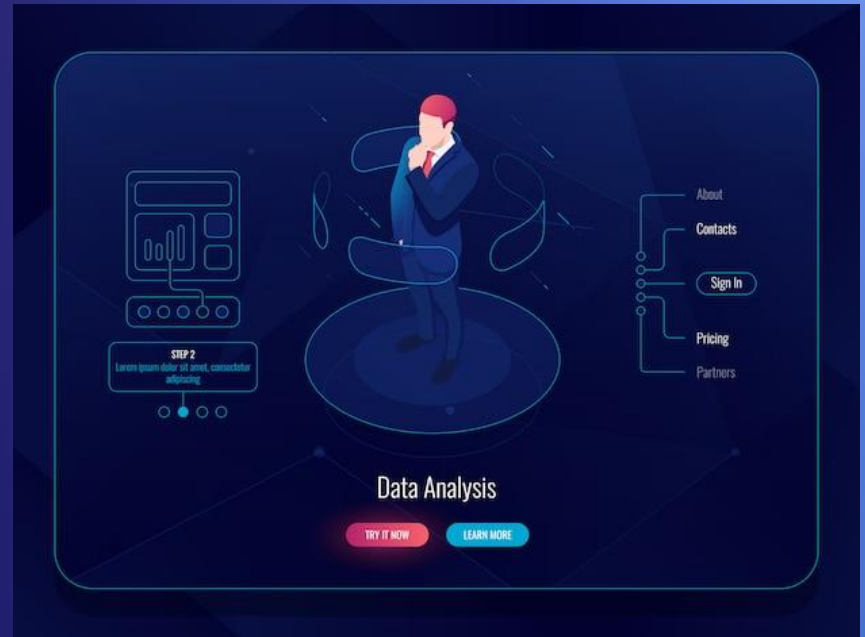 About
Contacts
Sign In
Pricing
Partners
STEP 2
Lorem ipsum dolor sit amet, consectetur
adipiscing
Data Analysis
TRY IT NOW
LEARN MORE